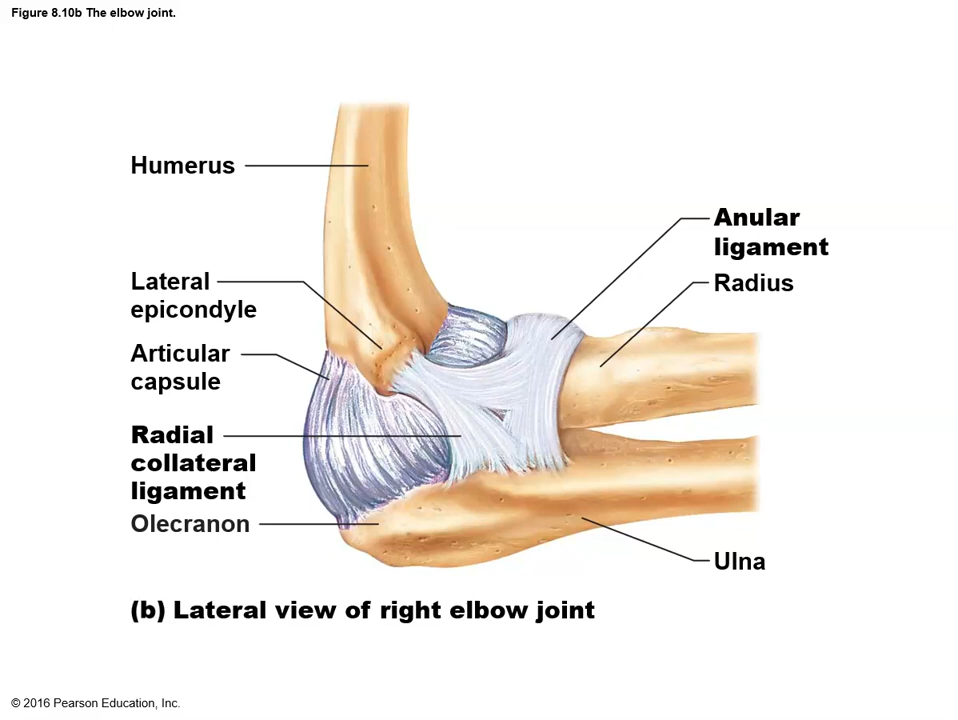 Figure 8.10b The elbow joint.
Humerus
Anular
ligament
Radius
Lateral
epicondyle
Articular
capsule
Radial
collateral
ligament
Olecranon
Ulna
(b) Lateral view of right elbow joint
© 2016 Pearson Education, Inc.